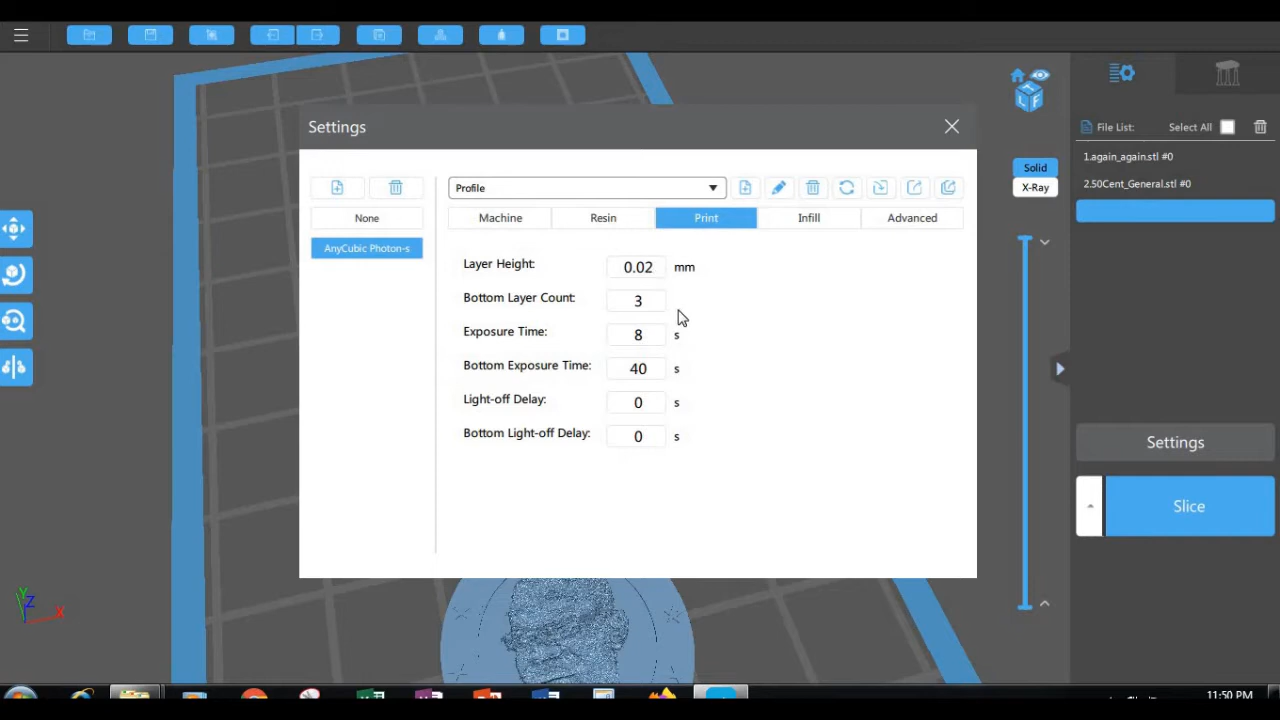 Settings
File List:
Select All
1.again_again.stl #0
2.50Cent_General.stl #0
Solid
X-Ray
T
L F
None
AnyCubic Photon-s
Profile
Machine
Resin
Print
Infill
Advanced
Layer Height: 0.02 mm
Bottom Layer Count: 3
Exposure Time: 8 s
Bottom Exposure Time: 40 s
Light-off Delay: 0 s
Bottom Light-off Delay: 0 s
Settings
Slice
Y
Z
X
11:50 PM